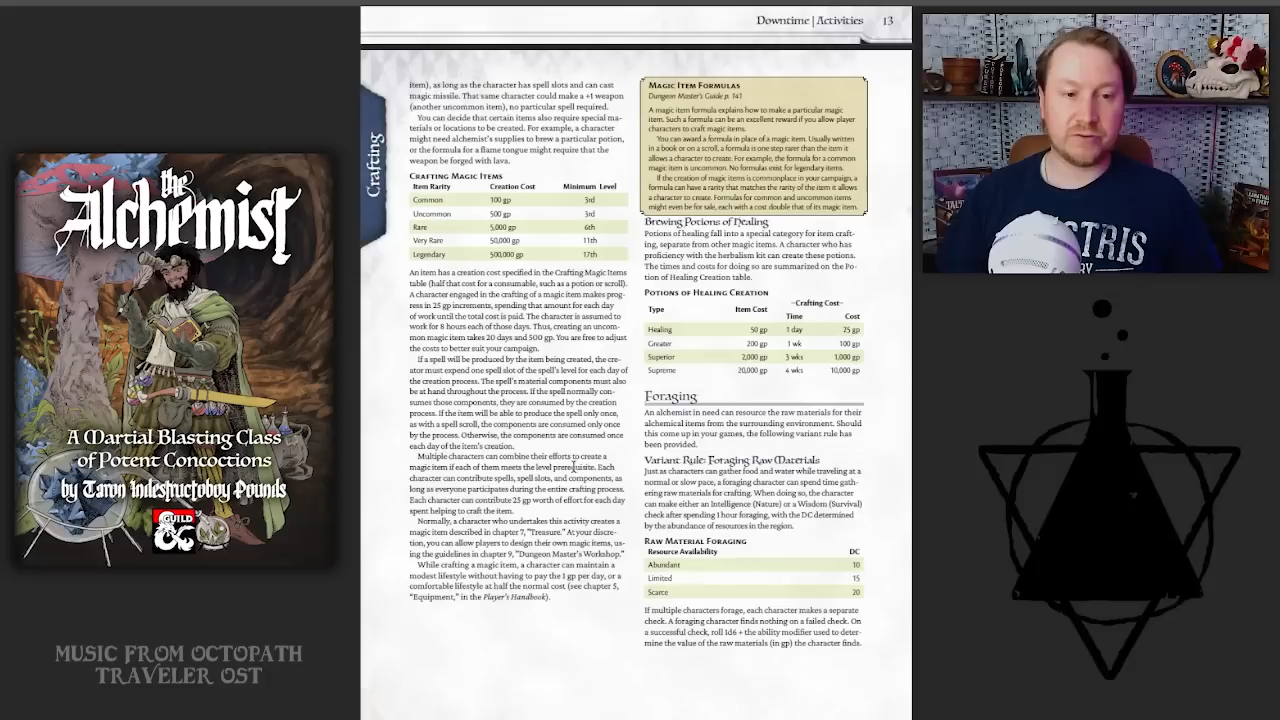 Downtime | Activities 13
Crafting
item), as long as the character has spell slots and can cast
magic missile. That same character could make a +1 weapon
(another uncommon item), no particular spell required.
You can decide that certain items also require special ma-
terials or locations to be created. For example, a character
might need alchemist's supplies to brew a particular potion,
or the formula for a flame tongue might require that the
weapon be forged with lava.
Crafting Magic Items
Item Rarity Creation Cost Minimum Level
Common 100 gp 3rd
Uncommon 500 gp 3rd
Rare 5,000 gp 6th
Very Rare 50,000 gp 11th
Legendary 500,000 gp 17th
An item has a creation cost specified in the Crafting Magic Items
table (half that cost for a consumable, such as a potion or scroll).
A character engaged in the crafting of a magic item makes prog-
ress in 25 gp increments, spending that amount for each day
of work until the total cost is paid. The character is assumed to
work for 8 hours each of those days. Thus, creating an uncom-
mon magic item takes 20 days and 500 gp. You are free to adjust
the costs to better suit your campaign.
If a spell will be produced by the item being created, the cre-
ator must expend one spell slot of the spell's level for each day of
the creation process. The spell's material components must also
be at hand throughout the process. If the spell normally con-
sumes those components, they are consumed by the creation
process. If the item will be able to produce the spell only once,
as with a spell scroll, the components are consumed only once
by the process. Otherwise, the components are consumed once
each day of the item's creation.
Multiple characters can combine their efforts to create a
magic item if each of them meets the level prerequisite. Each
character can contribute spells, spell slots, and components, as
long as everyone participates during the entire crafting process.
Each character can contribute 25 gp worth of effort for each day
spent helping to craft the item.
Normally, a character who undertakes this activity creates a
magic item described in chapter 7, "Treasure." At your discre-
tion, you can allow players to design their own magic items, us-
ing the guidelines in chapter 9, "Dungeon Master's Workshop."
While crafting a magic item, a character can maintain a
modest lifestyle without having to pay the 1 gp per day, or a
comfortable lifestyle at half the normal cost (see chapter 5,
"Equipment," in the Player's Handbook).
Magic Item Formulas
Dungeon Master's Guide p. 141
A magic item formula explains how to make a particular magic
item. Such a formula can be an excellent reward if you allow player
characters to craft magic items.
You can award a formula in place of a magic item. Usually written
in a book or on a scroll, a formula is one step rarer than the item it
allows a character to create. For example, the formula for a common
magic item is uncommon. No formulas exist for legendary items.
If the creation of magic items is commonplace in your campaign, a
formula can have a rarity that matches the rarity of the item it allows
a character to create. Formulas for common and uncommon items
might even be for sale, each with a cost double that of its magic item.
Brewing Potions of Healing
Potions of healing fall into a special category for item craft-
ing, separate from other magic items. A character who has
proficiency with the herbalism kit can create these potions.
The times and costs for doing so are summarized on the Po-
tion of Healing Creation table.
Potions of Healing Creation
–Crafting Cost–
Type Item Cost Time Cost
Healing 50 gp 1 day 25 gp
Greater 200 gp 1 wk 100 gp
Superior 2,000 gp 3 wks 1,000 gp
Supreme 20,000 gp 4 wks 10,000 gp
Foraging
An alchemist in need can resource the raw materials for their
alchemical items from the surrounding environment. Should
this come up in your games, the following variant rule has
been provided.
Variant Rule: Foraging Raw Materials
Just as characters can gather food and water while traveling at a
normal or slow pace, a foraging character can spend time gath-
ering raw materials for crafting. When doing so, the character
can make either an Intelligence (Nature) or a Wisdom (Survival)
check after spending 1 hour foraging, with the DC determined
by the abundance of resources in the region.
Raw Material Foraging
Resource Availability DC
Abundant 10
Limited 15
Scarce 20
If multiple characters forage, each character makes a separate
check. A foraging character finds nothing on a failed check. On
a successful check, roll 1d6 + the ability modifier used to deter-
mine the value of the raw materials (in gp) the character finds.
the
Alchemist
A Martial Blasting Class
of Potent Concoctions
by Taron Indestructoboy Pounds
GUILD
MUSIC FROM OCTOPATH
TRAVELER OST